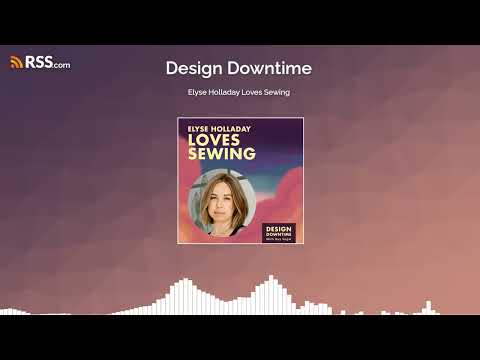 RSS.com
Design Downtime
Elyse Holladay Loves Sewing
ELYSE HOLLADAY
LOVES
SEWING
DESIGN
DOWNTIME